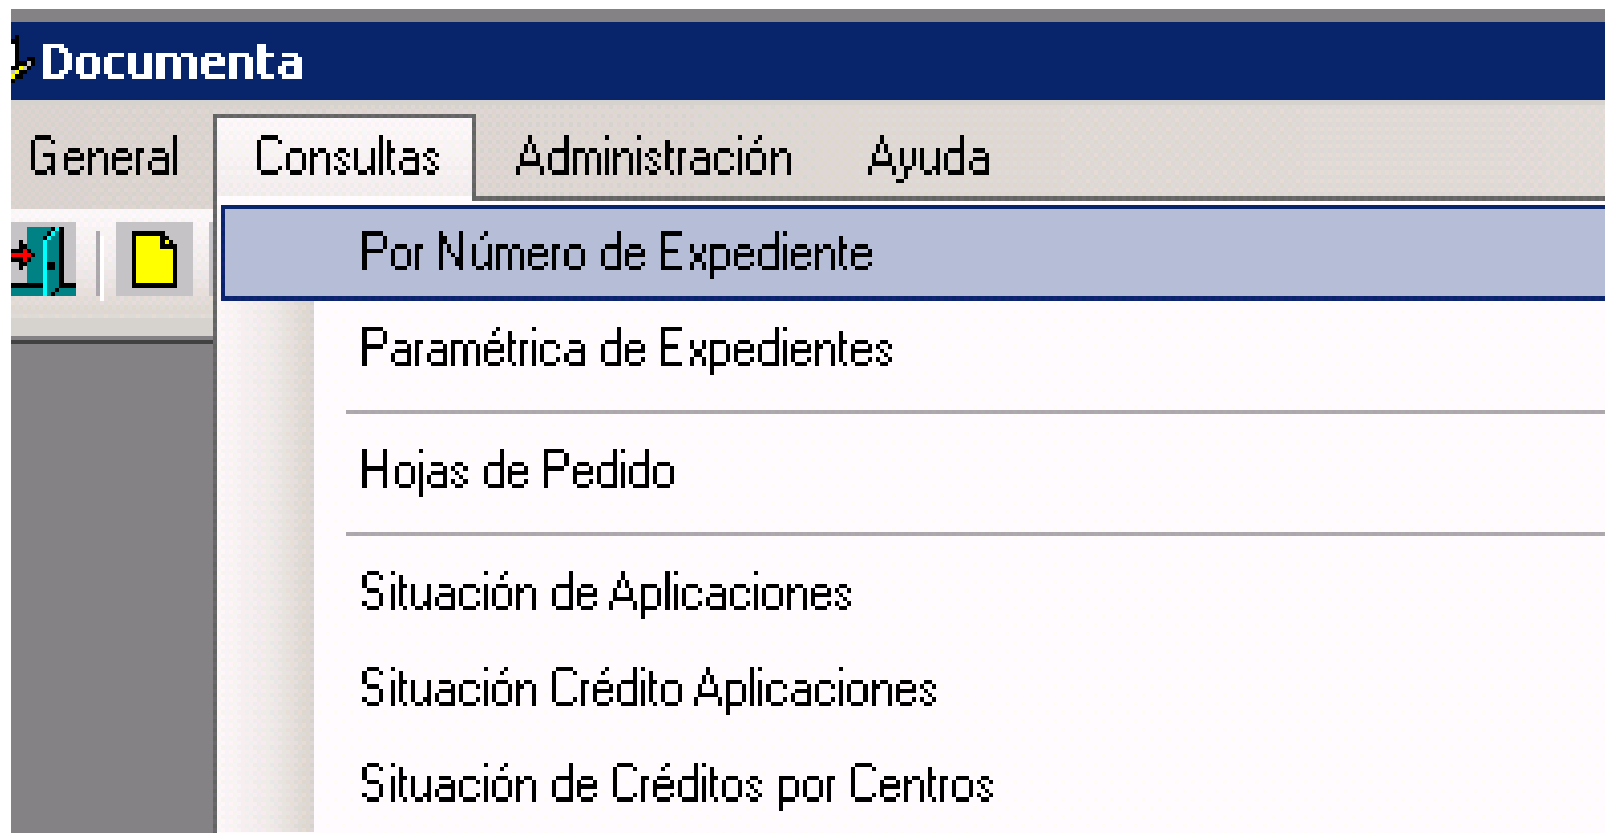 Documenta
General Consultas Administración Ayuda
Por Número de Expediente
Paramétrica de Expedientes
Hojas de Pedido
Situación de Aplicaciones
Situación Crédito Aplicaciones
Situación de Créditos por Centros